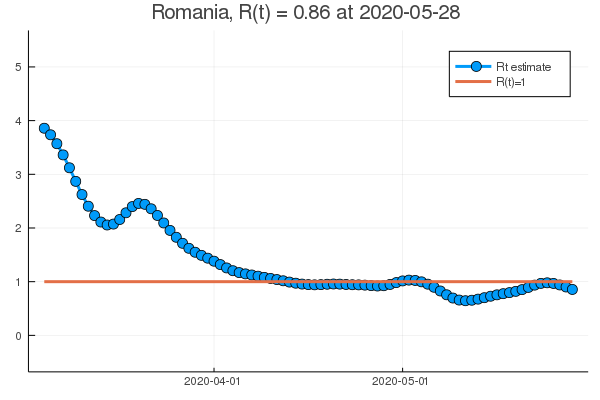 Romania, R(t) = 0.86 at 2020-05-28
Rt estimate
R(t)=1
5
4
3
2
1
0
2020-04-01
2020-05-01